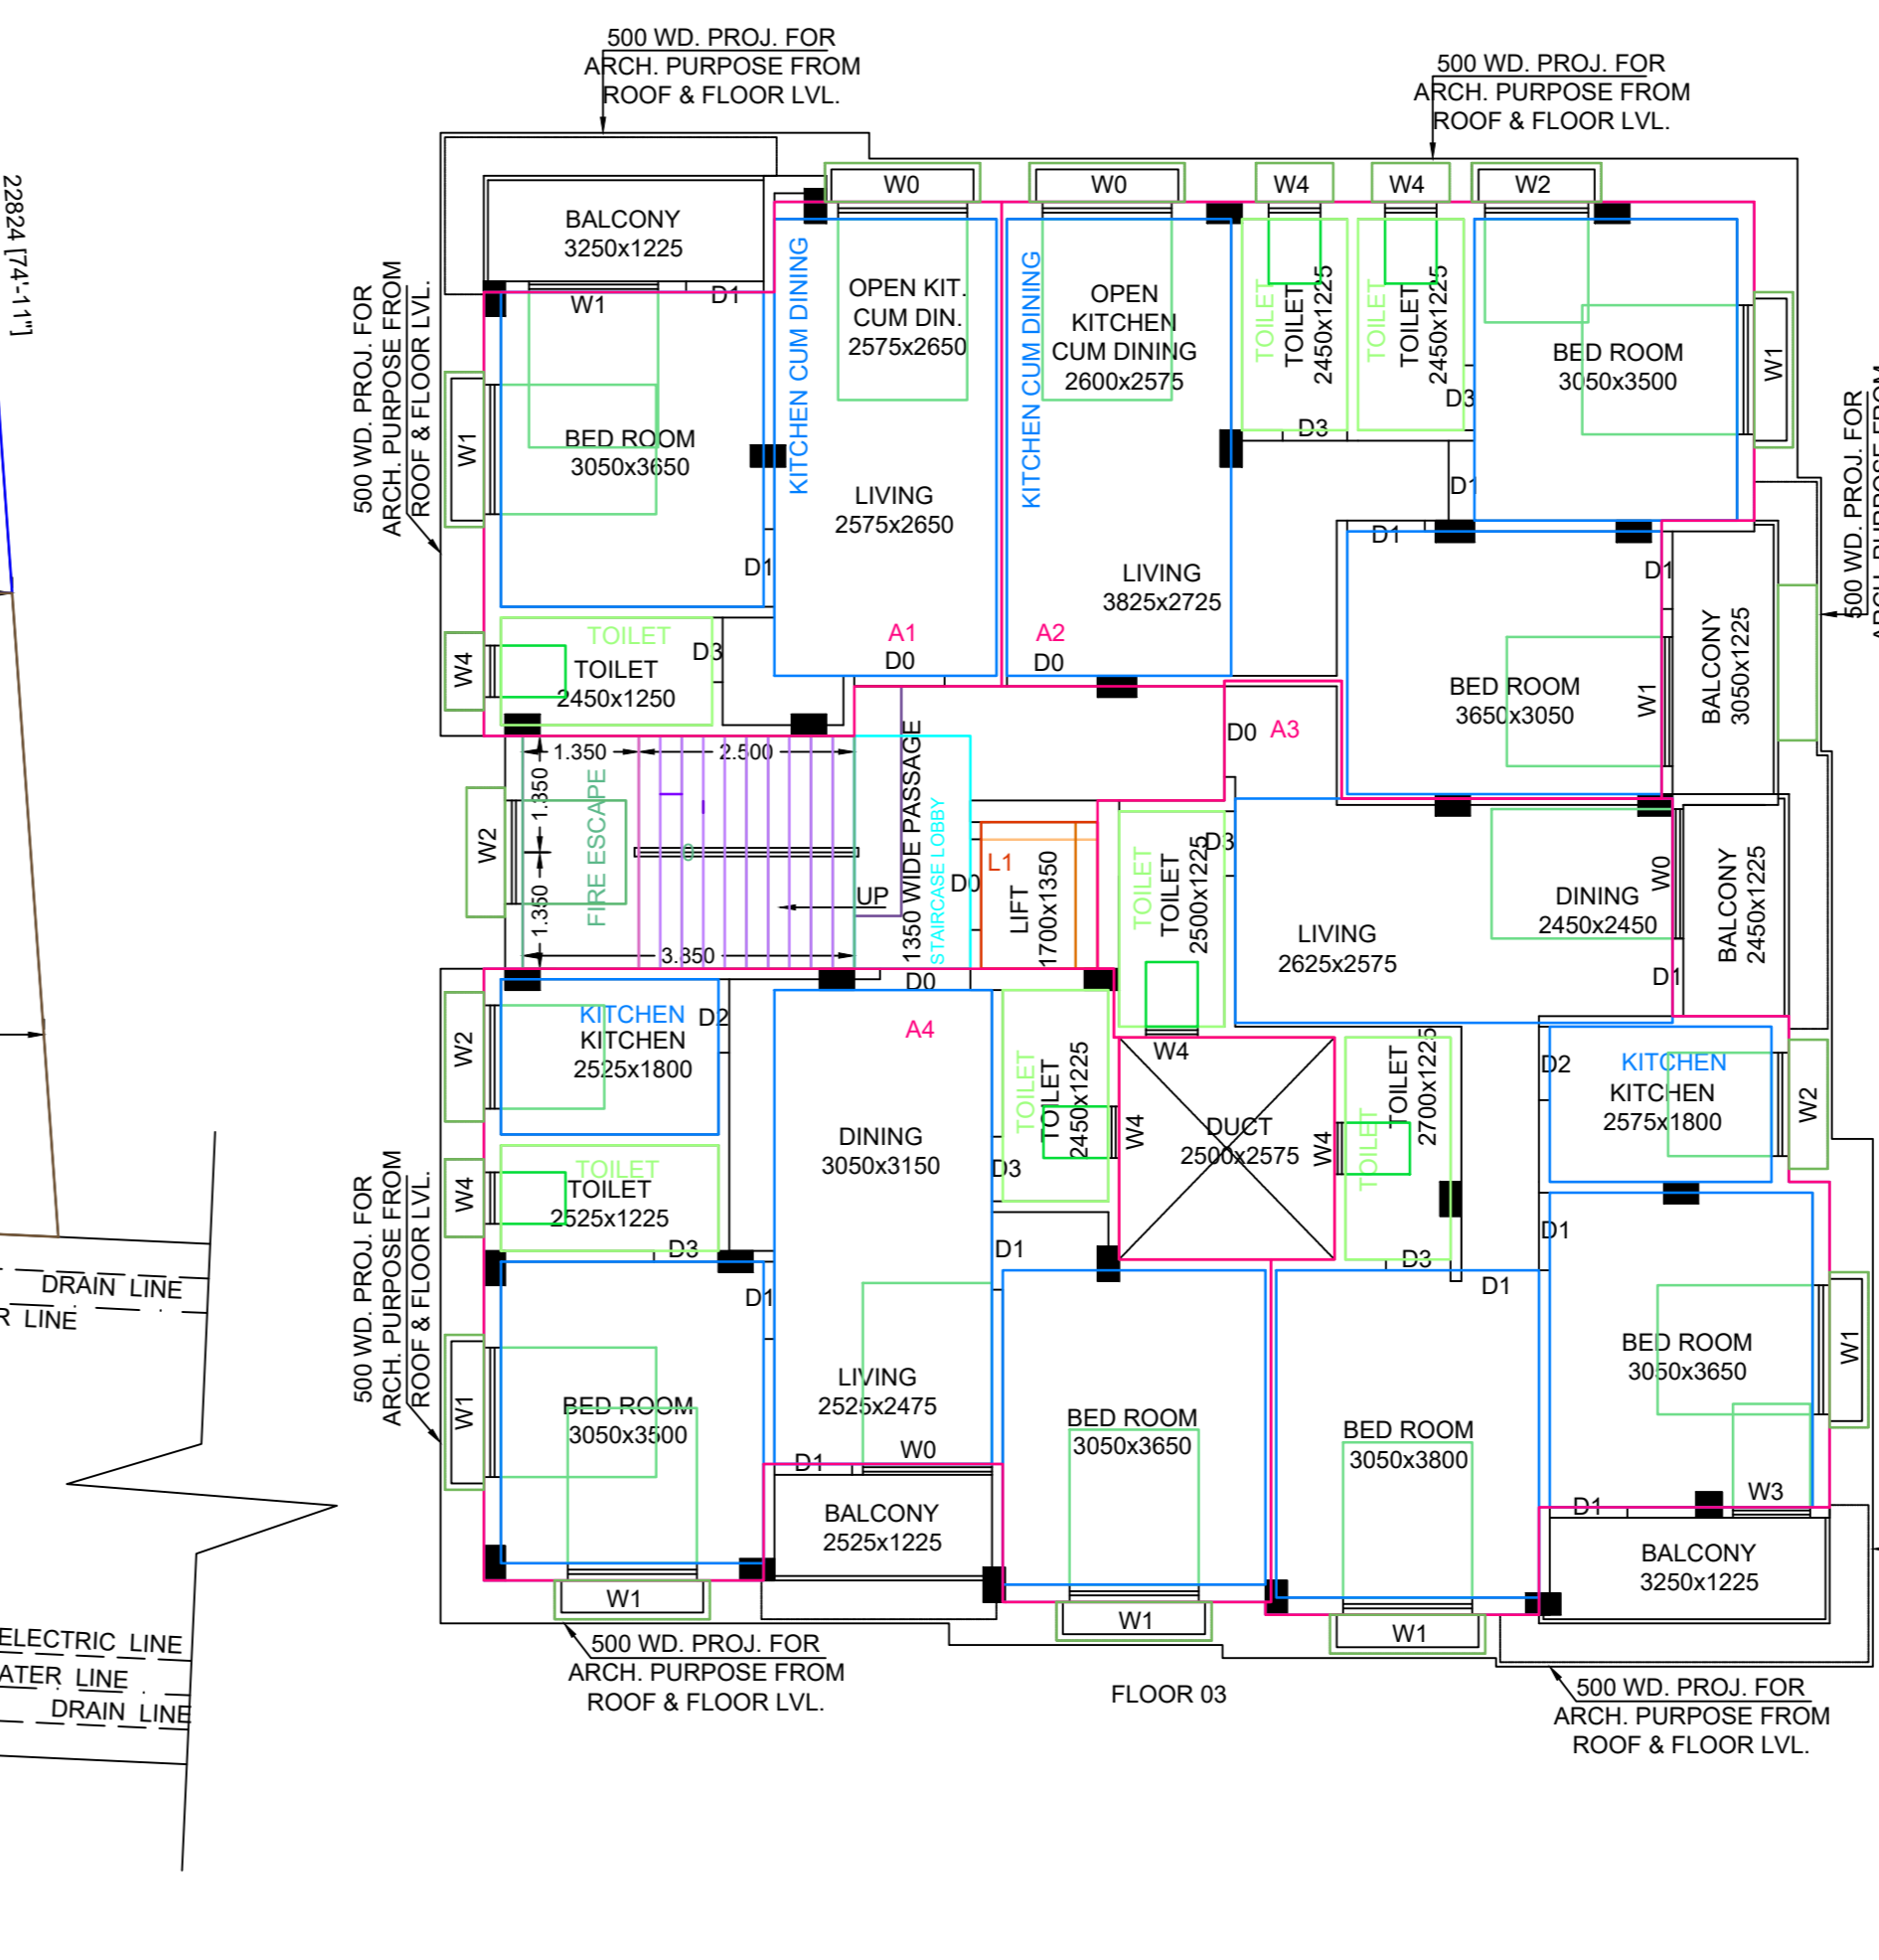 500 WD. PROJ. FOR
ARCH. PURPOSE FROM
ROOF & FLOOR LVL.
500 WD. PROJ. FOR
ARCH. PURPOSE FROM
ROOF & FLOOR LVL.
22824 [74'-11"]
500 WD. PROJ. FOR
ARCH. PURPOSE FROM
ROOF & FLOOR LVL.
BALCONY
3250x1225
W0
W0
W4
W4
W2
W1
D1
KITCHEN CUM DINING
OPEN KIT.
CUM DIN.
2575x2650
KITCHEN CUM DINING
OPEN
KITCHEN
CUM DINING
2600x2575
TOILET
TOILET
2450x1225
TOILET
TOILET
2450x1225
BED ROOM
3050x3500
W1
D3
D3
W1
BED ROOM
3050x3650
LIVING
2575x2650
D1
D1
D1
D1
LIVING
3825x2725
500 WD. PROJ. FOR
ARCH. PURPOSE FROM
A1
D0
A2
D0
W4
TOILET
TOILET
2450x1250
D3
BED ROOM
3650x3050
W1
BALCONY
3050x1225
D0
A3
1.350
2.500
1.350
1.350
3.850
FIRE ESCAPE
W2
UP
1350 WIDE PASSAGE
STAIRCASE LOBBY
D0
L1
LIFT
1700x1350
TOILET
TOILET
2500x1225
D3
W4
LIVING
2625x2575
DINING
2450x2450
W0
D1
BALCONY
2450x1225
D0
A4
KITCHEN
KITCHEN
2525x1800
D2
W2
DINING
3050x3150
TOILET
TOILET
2450x1225
D3
W4
DUCT
2500x2575
W4
TOILET
TOILET
2700x1225
D3
D2
KITCHEN
KITCHEN
2575x1800
W2
W4
TOILET
TOILET
2525x1225
D3
D1
D1
D1
D1
500 WD. PROJ. FOR
ARCH. PURPOSE FROM
ROOF & FLOOR LVL.
DRAIN LINE
LINE
W1
BED ROOM
3050x3500
LIVING
2525x2475
D1
W0
BED ROOM
3050x3650
BED ROOM
3050x3800
BED ROOM
3050x3650
W1
W3
D1
BALCONY
2525x1225
BALCONY
3250x1225
W1
W1
W1
ELECTRIC LINE
ATER LINE
DRAIN LINE
500 WD. PROJ. FOR
ARCH. PURPOSE FROM
ROOF & FLOOR LVL.
FLOOR 03
500 WD. PROJ. FOR
ARCH. PURPOSE FROM
ROOF & FLOOR LVL.